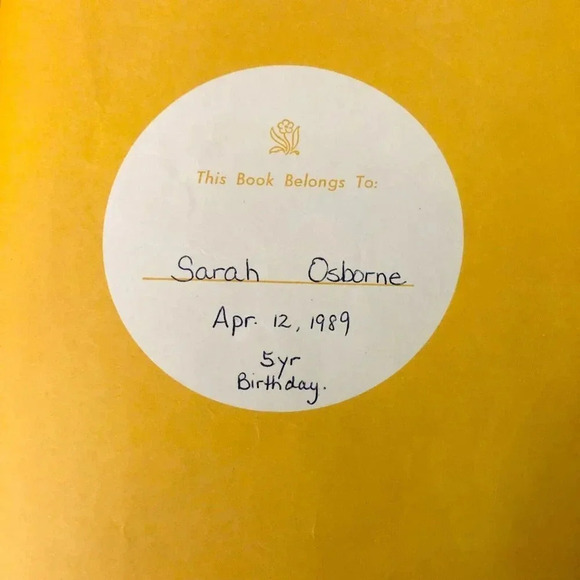 This Book Belongs To:
Sarah Osborne
Apr. 12, 1989
5yr
Birthday.